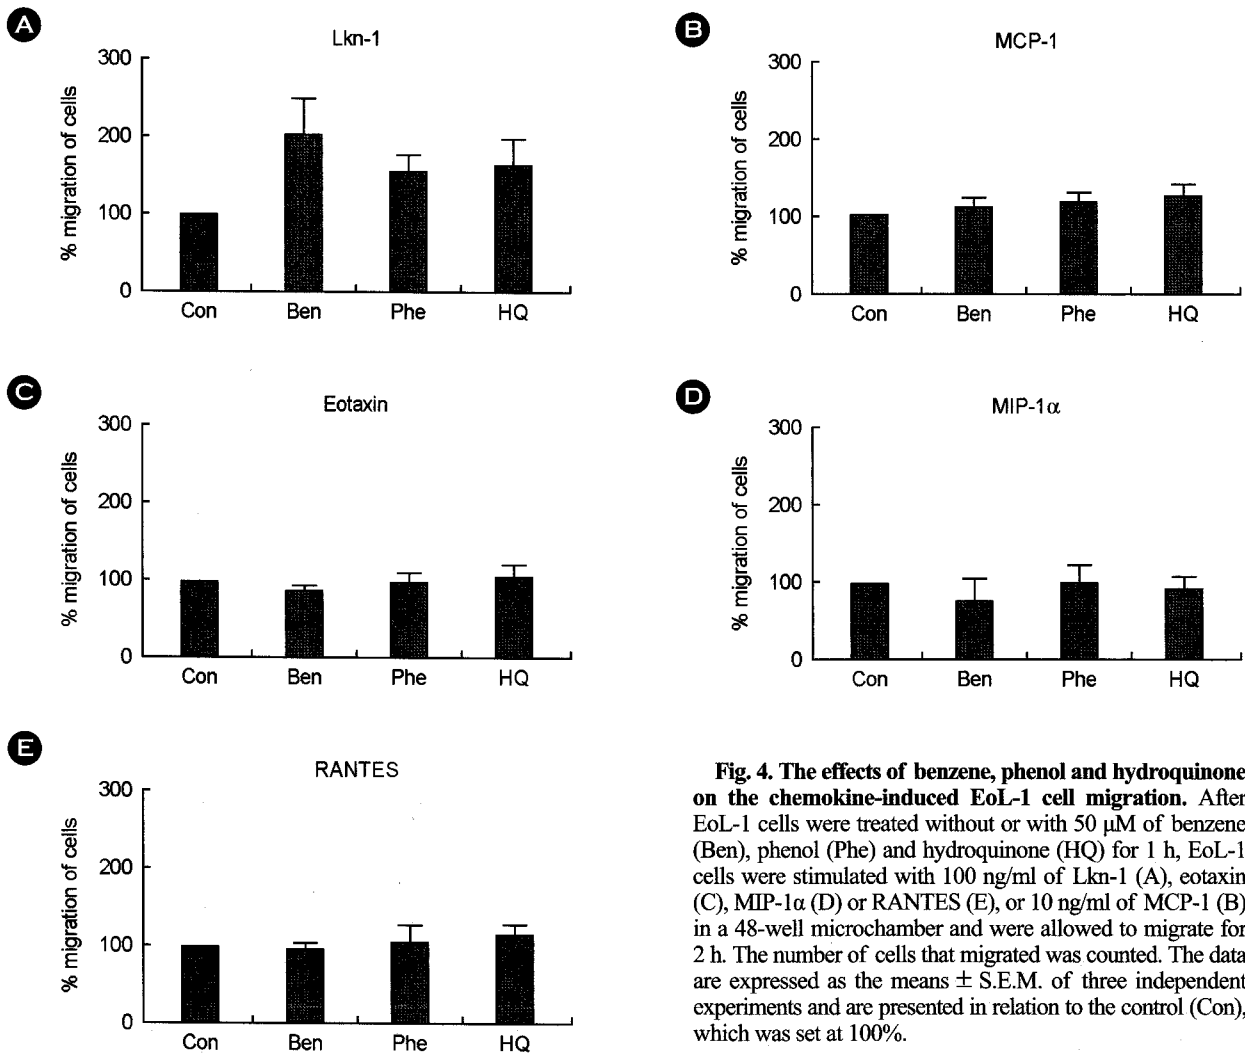 A
Lkn-1
300
200
100
0
% migration of cells
Con Ben Phe HQ
B
MCP-1
300
200
100
0
% migration of cells
Con Ben Phe HQ
C
Eotaxin
300
200
100
0
% migration of cells
Con Ben Phe HQ
D
MIP-1α
300
200
100
0
% migration of cells
Con Ben Phe HQ
E
RANTES
300
200
100
0
% migration of cells
Con Ben Phe HQ
Fig. 4. The effects of benzene, phenol and hydroquinone
on the chemokine-induced EoL-1 cell migration. After
EoL-1 cells were treated without or with 50 μM of benzene
(Ben), phenol (Phe) and hydroquinone (HQ) for 1 h, EoL-1
cells were stimulated with 100 ng/ml of Lkn-1 (A), eotaxin
(C), MIP-1α (D) or RANTES (E), or 10 ng/ml of MCP-1 (B)
in a 48-well microchamber and were allowed to migrate for
2 h. The number of cells that migrated was counted. The data
are expressed as the means ± S.E.M. of three independent
experiments and are presented in relation to the control (Con),
which was set at 100%.